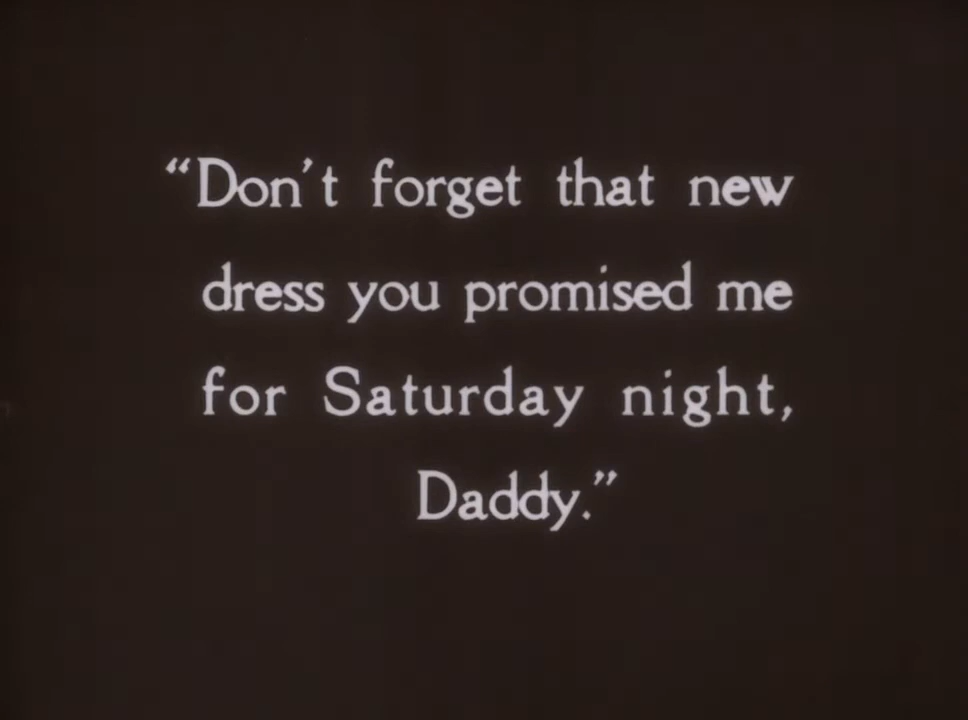 “Don't forget that new
dress you promised me
for Saturday night,
Daddy.”